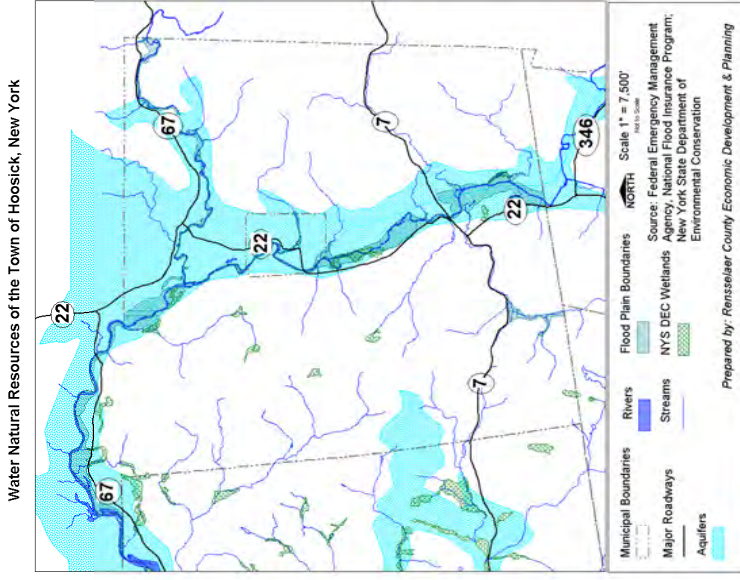 Water Natural Resources of the Town of Hoosick, New York
22
67
7
67
22
7
22
346
Municipal Boundaries
Major Roadways
Aquifers
Rivers
Streams
Flood Plain Boundaries
NYS DEC Wetlands
NORTH
Scale 1" = 7,500'
Not to Scale
Source: Federal Emergency Management
Agency, National Flood Insurance Program;
New York State Department of
Environmental Conservation
Prepared by: Rensselaer County Economic Development & Planning